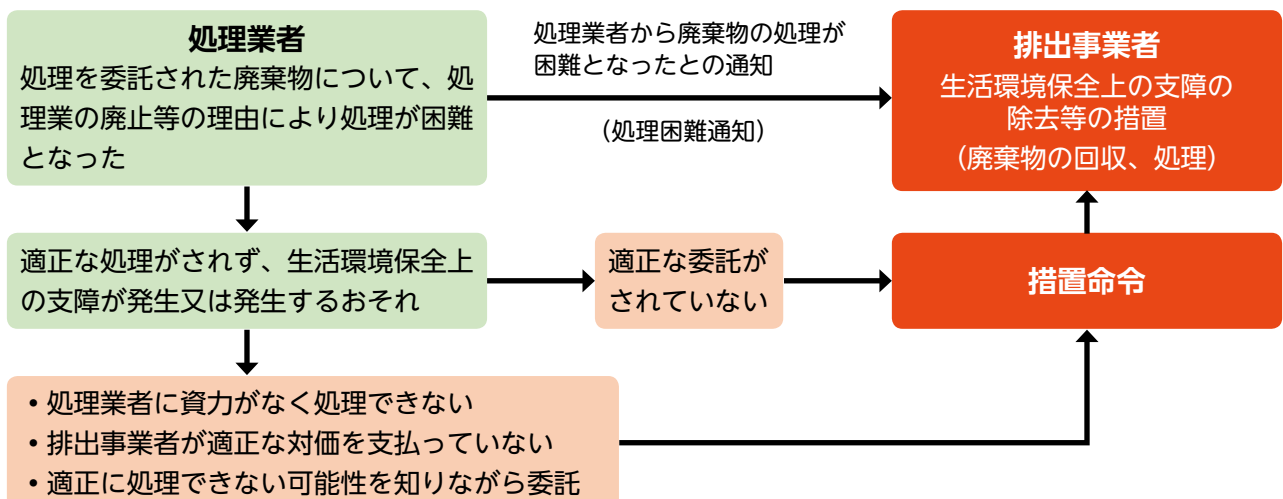 処理業者
処理を委託された廃棄物について、処
理業の廃止等の理由により処理が困難
となった
処理業者から廃棄物の処理が
困難となったとの通知
（処理困難通知）
排出事業者
生活環境保全上の支障の
除去等の措置
（廃棄物の回収、処理）
適正な処理がされず、生活環境保全上
の支障が発生又は発生するおそれ
適正な委託が
されていない
措置命令
・処理業者に資力がなく処理できない
・排出事業者が適正な対価を支払っていない
・適正に処理できない可能性を知りながら委託